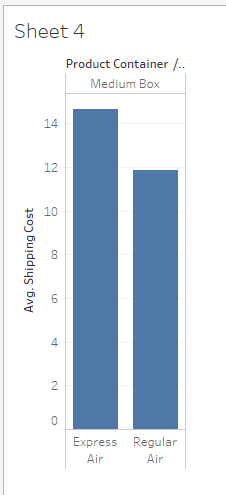 Sheet 4
Product Container /..
Medium Box
14
12
10
8
6
4
2
0
Avg. Shipping Cost
Express Regular
Air Air